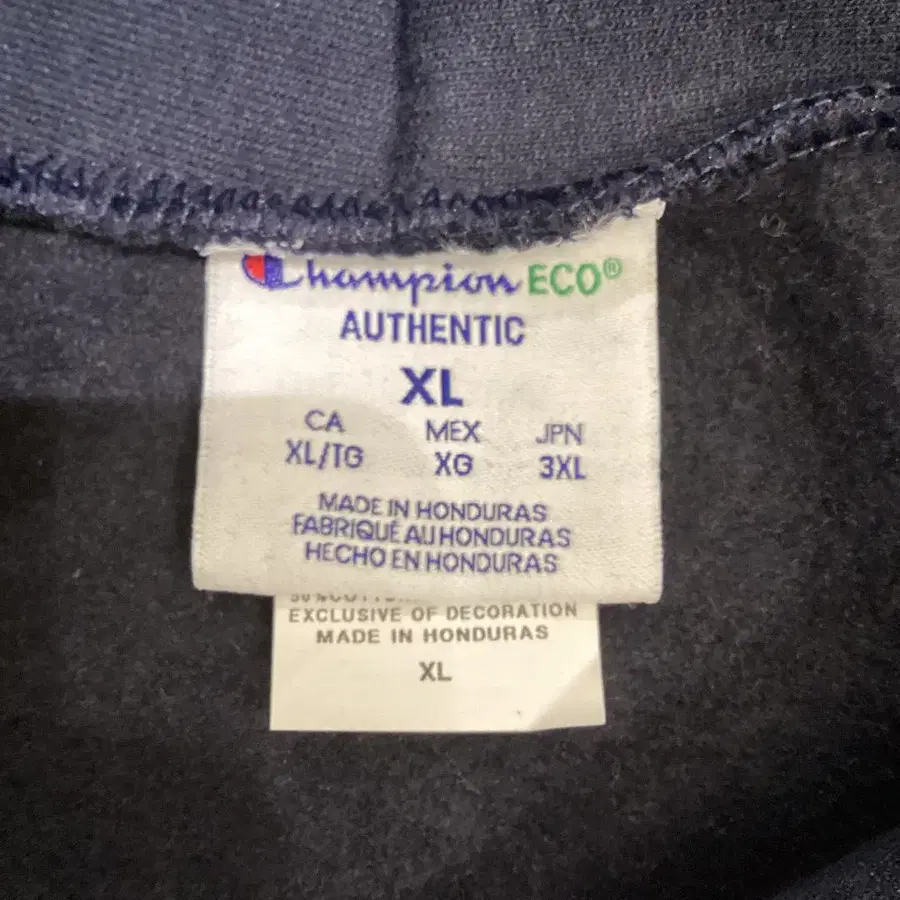 Champion ECO®
AUTHENTIC
XL
CA MEX JPN
XL/TG XG 3XL
MADE IN HONDURAS
FABRIQUÉ AU HONDURAS
HECHO EN HONDURAS
EXCLUSIVE OF DECORATION
MADE IN HONDURAS
XL